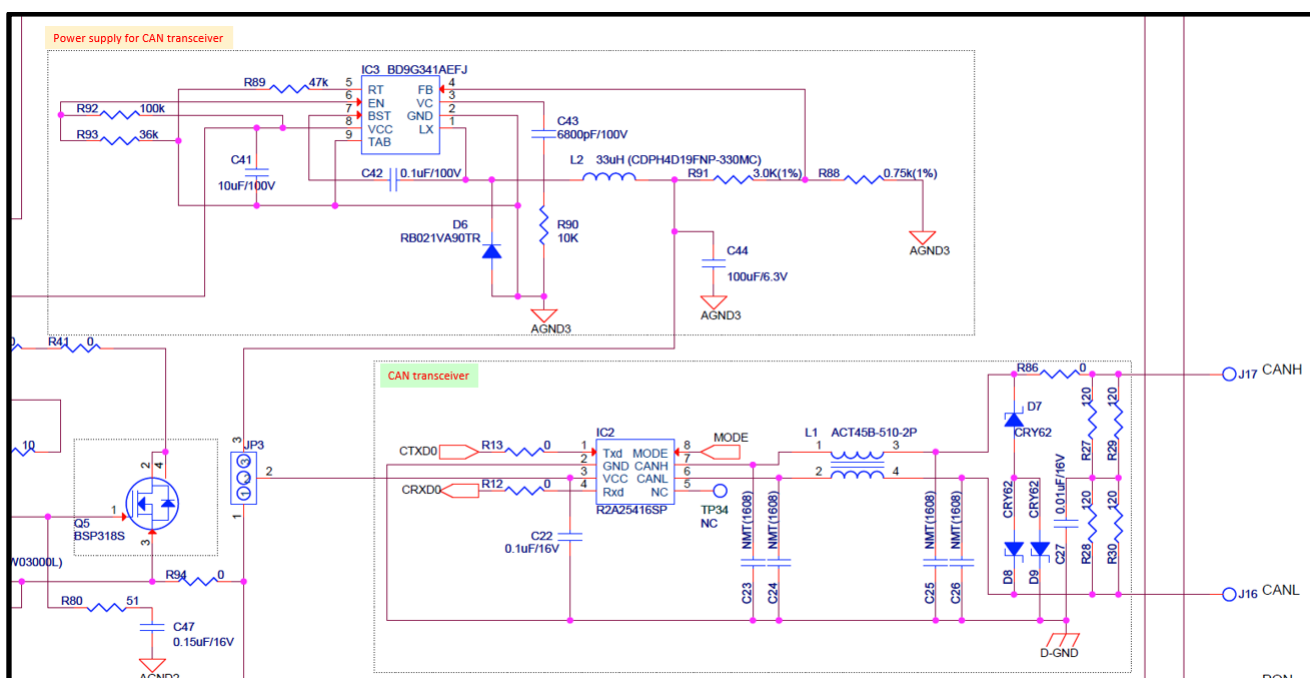 Power supply for CAN transceiver
IC3 BD9G341AEFJ
R89 47k
5 RT FB 4
6 EN VC 3
7 BST GND 2
8 VCC LX 1
9 TAB
R92 100k
R93 36k
C41
10uF/100V
C42 0.1uF/100V
C43
6800pF/100V
L2 33uH (CDPH4D19FNP-330MC)
R91 3.0K(1%)
R88 0.75k(1%)
D6
RB021VA90TR
R90
10K
C44
100uF/6.3V
AGND3
AGND3
AGND3
R41 0
CAN transceiver
10
JP3
3
2
1
3
2
1
2 4
1
3
Q5
BSP318S
W03000L)
R94 0
R80 51
C47
0.15uF/16V
AGND2
CTXD0
R13 0
CRXD0
R12 0
IC2
1 Txd MODE 8
2 GND CANH 7
3 VCC CANL 6
4 Rxd NC 5
R2A25416SP
MODE
TP34
NC
C22
0.1uF/16V
L1 ACT45B-510-2P
1 3
2 4
NMT(1608)
C23
NMT(1608)
C24
NMT(1608)
C25
NMT(1608)
C26
R86 0
D7
CRY62
CRY62
D8
CRY62
D9
0.01uF/16V
C27
120
R27
120
R29
120
R28
120
R30
D-GND
J17 CANH
J16 CANL